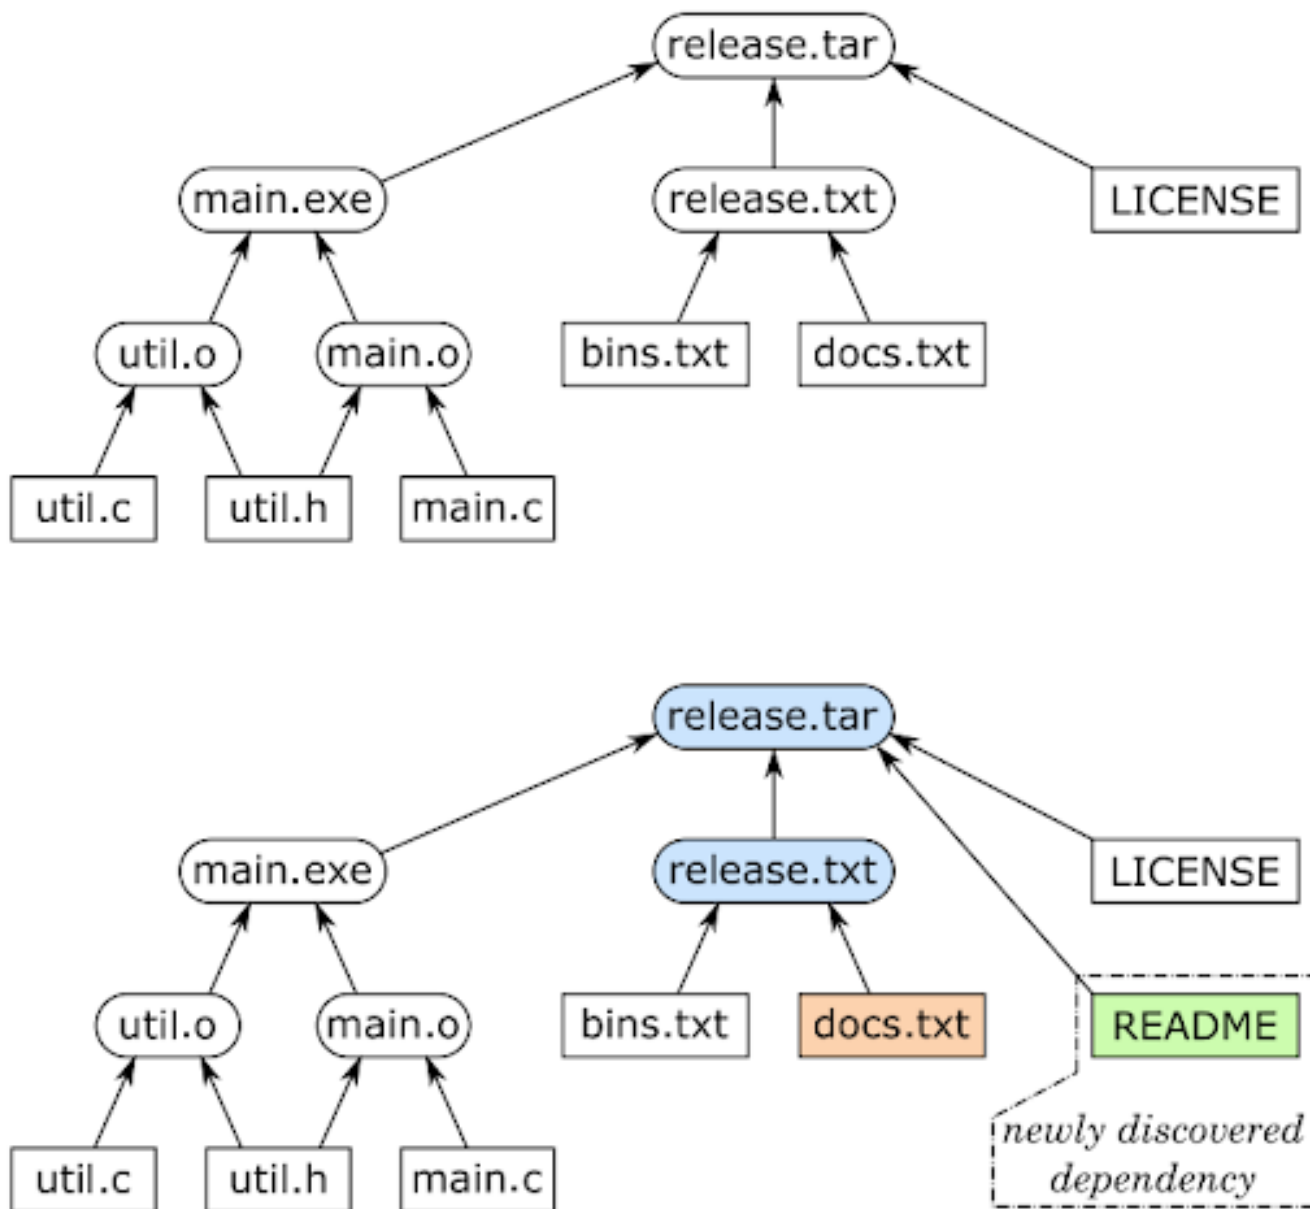 release.tar
main.exe release.txt LICENSE
util.o main.o bins.txt docs.txt
util.c util.h main.c
release.tar
main.exe release.txt LICENSE
util.o main.o bins.txt docs.txt README
newly discovered
util.c util.h main.c dependency